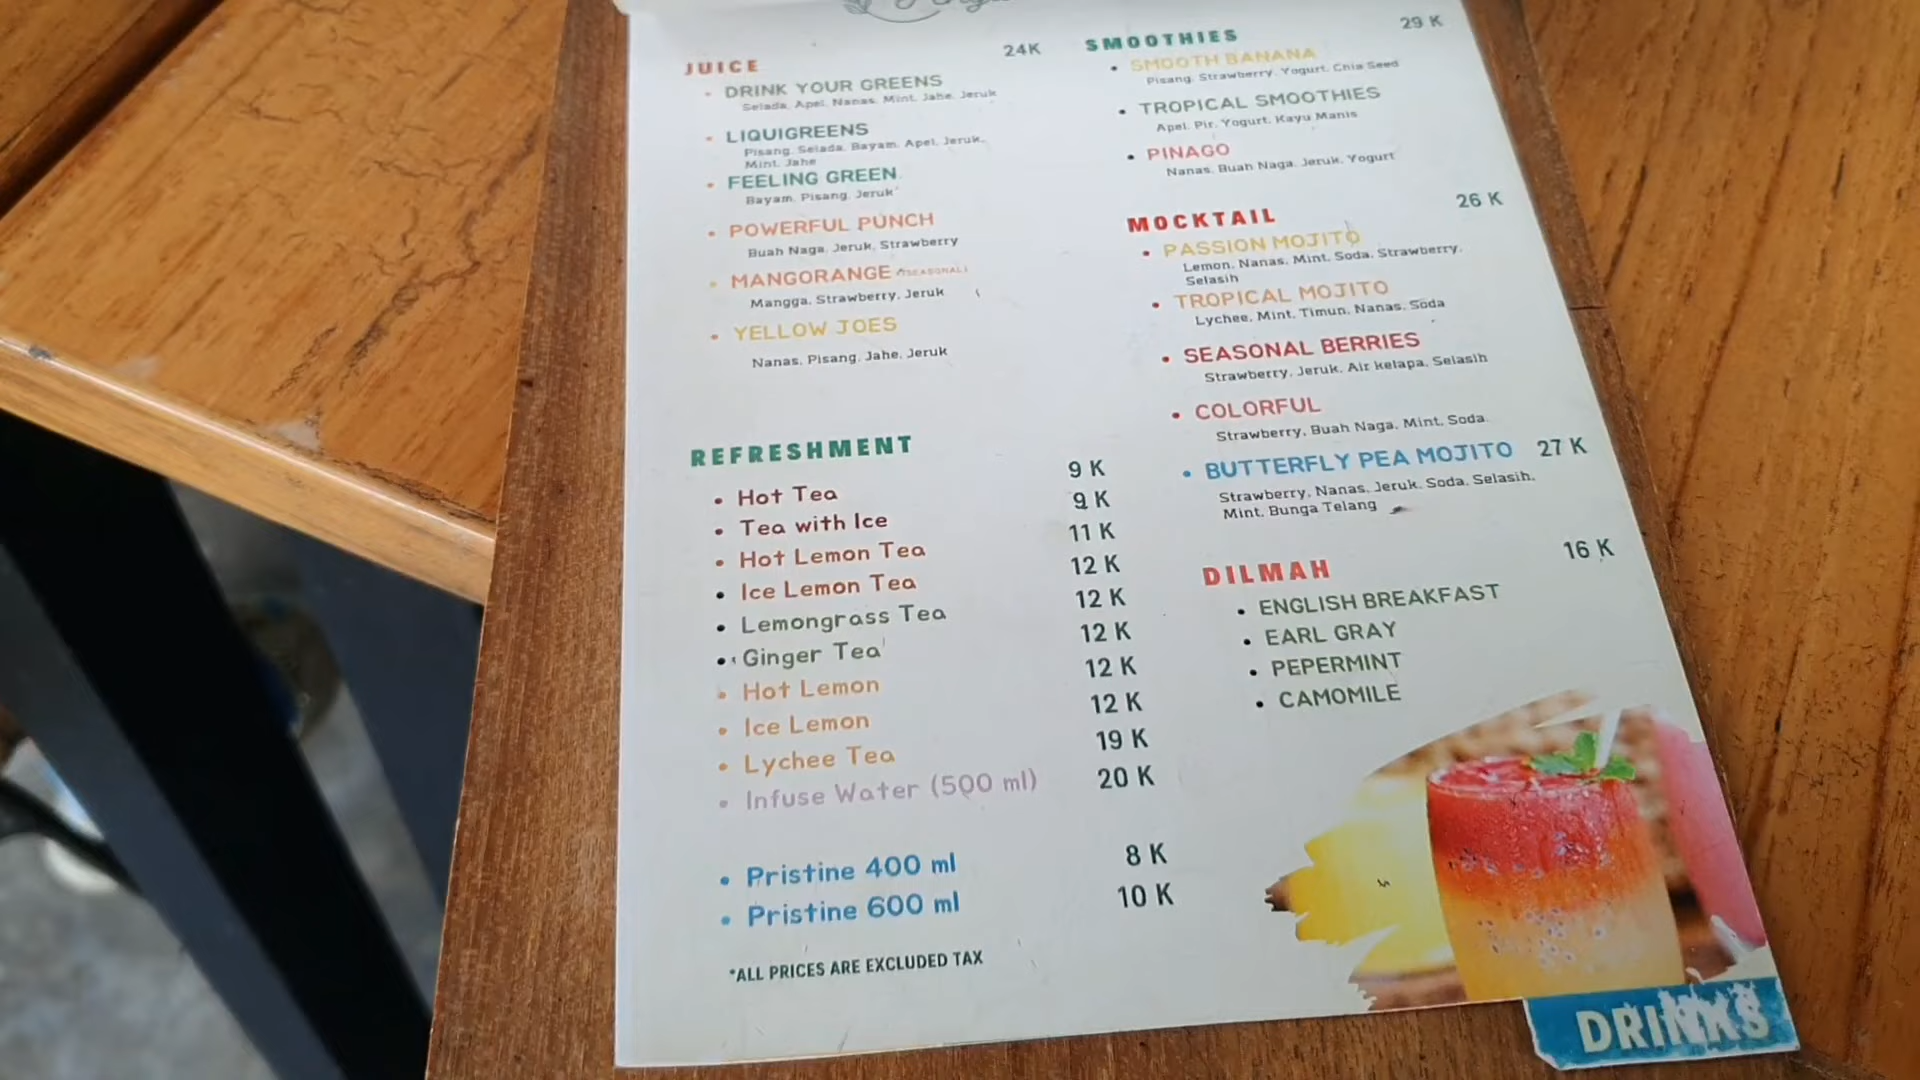 JUICE 24K
• DRINK YOUR GREENS
Selada, Apel, Nanas, Mint, Jahe, Jeruk
• LIQUIGREENS
Pisang, Selada, Bayam, Apel, Jeruk,
Mint, Jahe
• FEELING GREEN
Bayam, Pisang, Jeruk
• POWERFUL PUNCH
Buah Naga, Jeruk, Strawberry
• MANGORANGE (*SEASONAL)
Mangga, Strawberry, Jeruk
• YELLOW JOES
Nanas, Pisang, Jahe, Jeruk
REFRESHMENT
• Hot Tea 9 K
• Tea with Ice 9 K
• Hot Lemon Tea 11 K
• Ice Lemon Tea 12 K
• Lemongrass Tea 12 K
• Ginger Tea 12 K
• Hot Lemon 12 K
• Ice Lemon 12 K
• Lychee Tea 19 K
• Infuse Water (500 ml) 20 K
• Pristine 400 ml 8 K
• Pristine 600 ml 10 K
*ALL PRICES ARE EXCLUDED TAX
SMOOTHIES 29 K
• SMOOTH BANANA
Pisang, Strawberry, Yogurt, Chia Seed
• TROPICAL SMOOTHIES
Apel, Pir, Yogurt, Kayu Manis
• PINAGO
Nanas, Buah Naga, Jeruk, Yogurt
MOCKTAIL 26 K
• PASSION MOJITO
Lemon, Nanas, Mint, Soda, Strawberry,
Selasih
• TROPICAL MOJITO
Lychee, Mint, Timun, Nanas, Soda
• SEASONAL BERRIES
Strawberry, Jeruk, Air kelapa, Selasih
• COLORFUL
Strawberry, Buah Naga, Mint, Soda
• BUTTERFLY PEA MOJITO 27 K
Strawberry, Nanas, Jeruk, Soda, Selasih,
Mint, Bunga Telang
DILMAH 16 K
• ENGLISH BREAKFAST
• EARL GRAY
• PEPERMINT
• CAMOMILE
DRINKS